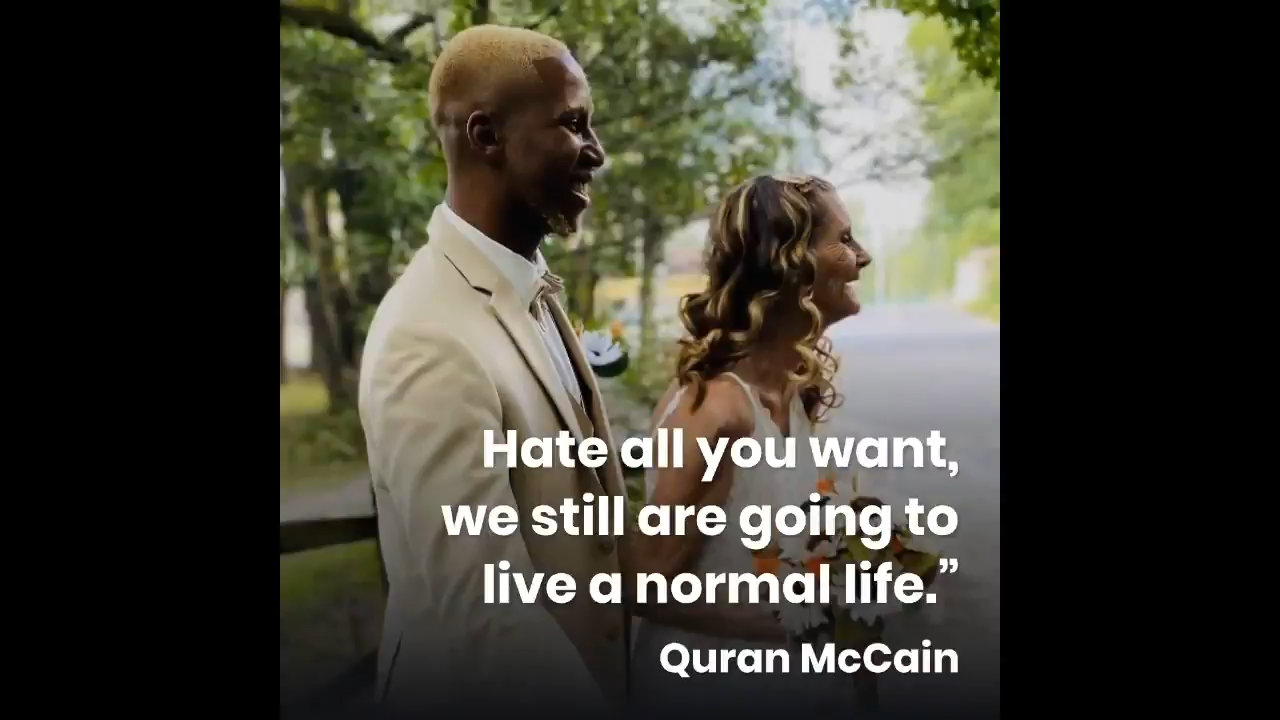 Hate all you want,
we still are going to
live a normal life.”
Quran McCain